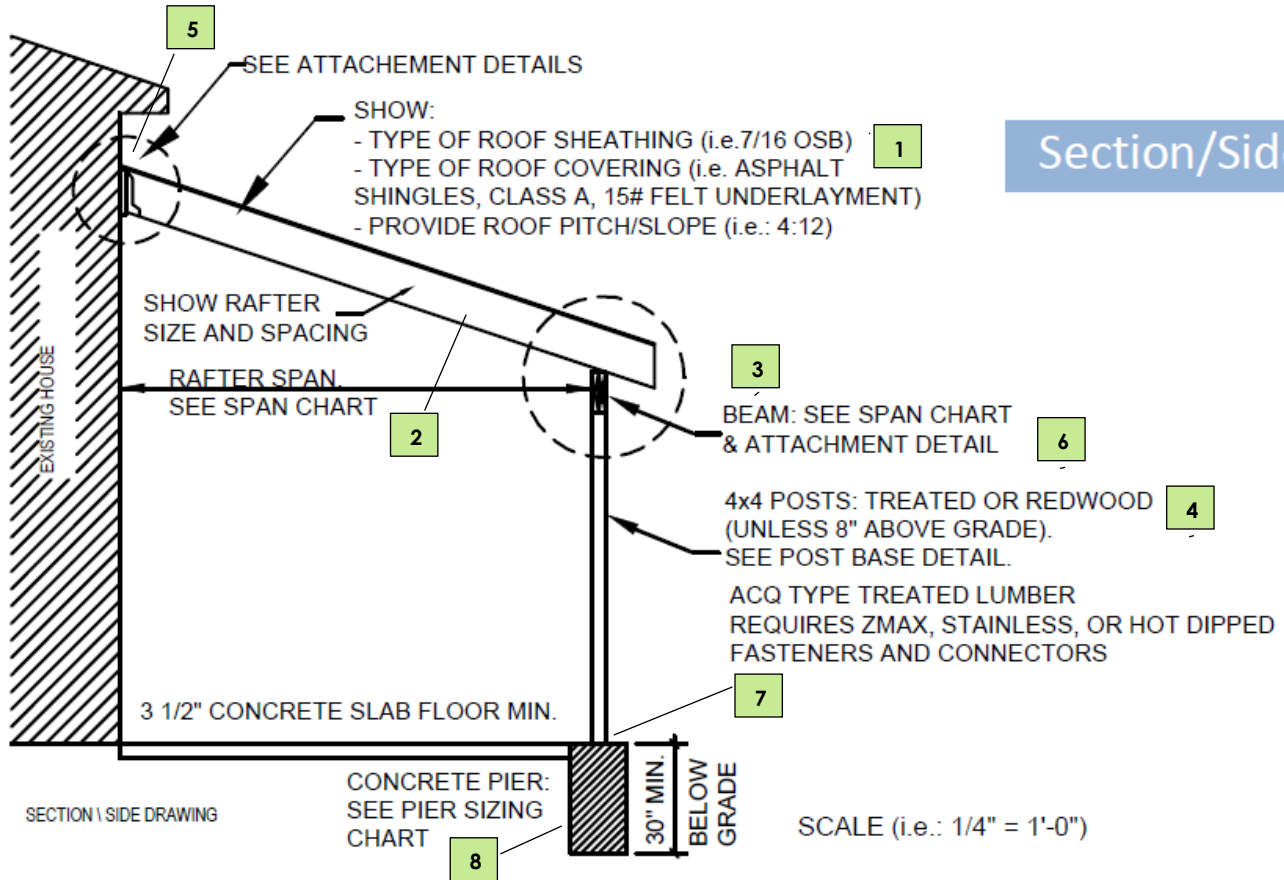 5
SEE ATTACHEMENT DETAILS
SHOW:
- TYPE OF ROOF SHEATHING (i.e.7/16 OSB)
1
- TYPE OF ROOF COVERING (i.e. ASPHALT
SHINGLES, CLASS A, 15# FELT UNDERLAYMENT)
- PROVIDE ROOF PITCH/SLOPE (i.e.: 4:12)
Section/Side
SHOW RAFTER
SIZE AND SPACING
EXISTING HOUSE
RAFTER SPAN.
SEE SPAN CHART
2
3
BEAM: SEE SPAN CHART
& ATTACHMENT DETAIL
6
4x4 POSTS: TREATED OR REDWOOD
(UNLESS 8" ABOVE GRADE).
SEE POST BASE DETAIL.
4
ACQ TYPE TREATED LUMBER
REQUIRES ZMAX, STAINLESS, OR HOT DIPPED
FASTENERS AND CONNECTORS
7
3 1/2" CONCRETE SLAB FLOOR MIN.
CONCRETE PIER:
SEE PIER SIZING
CHART
8
30" MIN.
BELOW
GRADE
SECTION \ SIDE DRAWING
SCALE (i.e.: 1/4" = 1'-0")